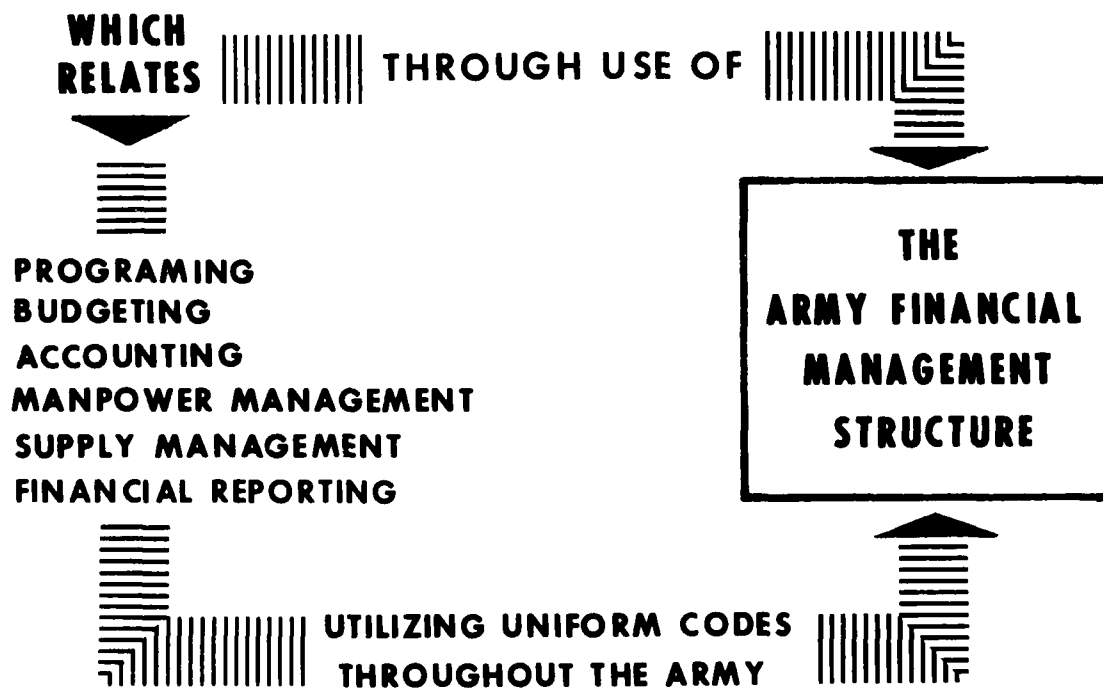 WHICH
RELATES
THROUGH USE OF
PROGRAMING
BUDGETING
ACCOUNTING
MANPOWER MANAGEMENT
SUPPLY MANAGEMENT
FINANCIAL REPORTING
THE
ARMY FINANCIAL
MANAGEMENT
STRUCTURE
UTILIZING UNIFORM CODES
THROUGHOUT THE ARMY